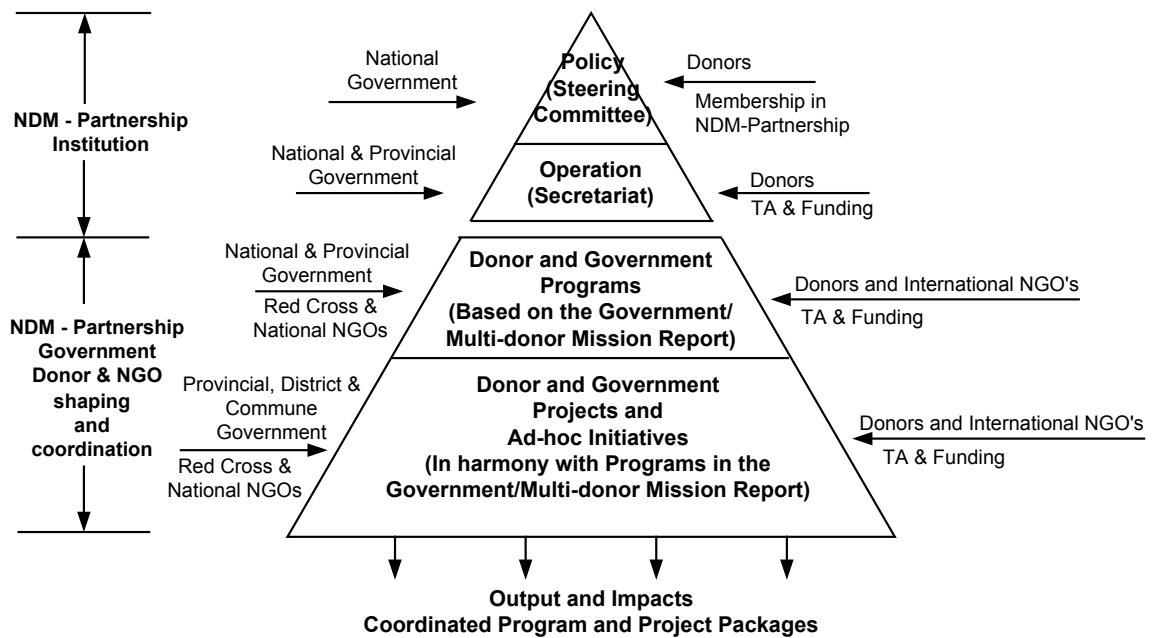 NDM - Partnership
Institution
National
Government
Policy
(Steering
Committee)
Donors
Membership in
NDM-Partnership
National & Provincial
Government
Operation
(Secretariat)
Donors
TA & Funding
NDM - Partnership
Government
Donor & NGO
shaping
and
coordination
National & Provincial
Government
Red Cross &
National NGOs
Donor and Government
Programs
(Based on the Government/
Multi-donor Mission Report)
Donors and International NGO's
TA & Funding
Provincial, District &
Commune
Government
Red Cross &
National NGOs
Donor and Government
Projects and
Ad-hoc Initiatives
(In harmony with Programs in the
Government/Multi-donor Mission Report)
Donors and International NGO's
TA & Funding
Output and Impacts
Coordinated Program and Project Packages